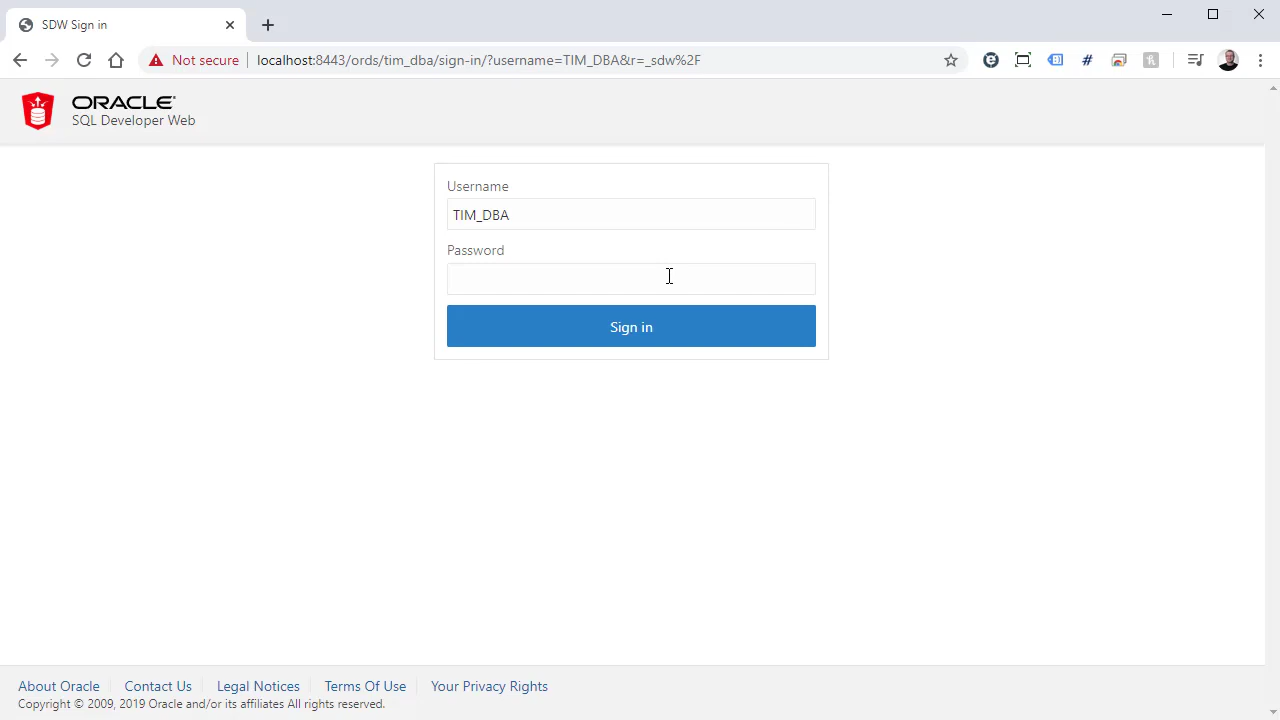 SDW Sign in
Not secure
localhost:8443/ords/tim_dba/sign-in/?username=TIM_DBA&r=_sdw%2F
ORACLE®
SQL Developer Web
Username
TIM_DBA
Password
Sign in
About Oracle
Contact Us
Legal Notices
Terms Of Use
Your Privacy Rights
Copyright © 2009, 2019 Oracle and/or its affiliates All rights reserved.